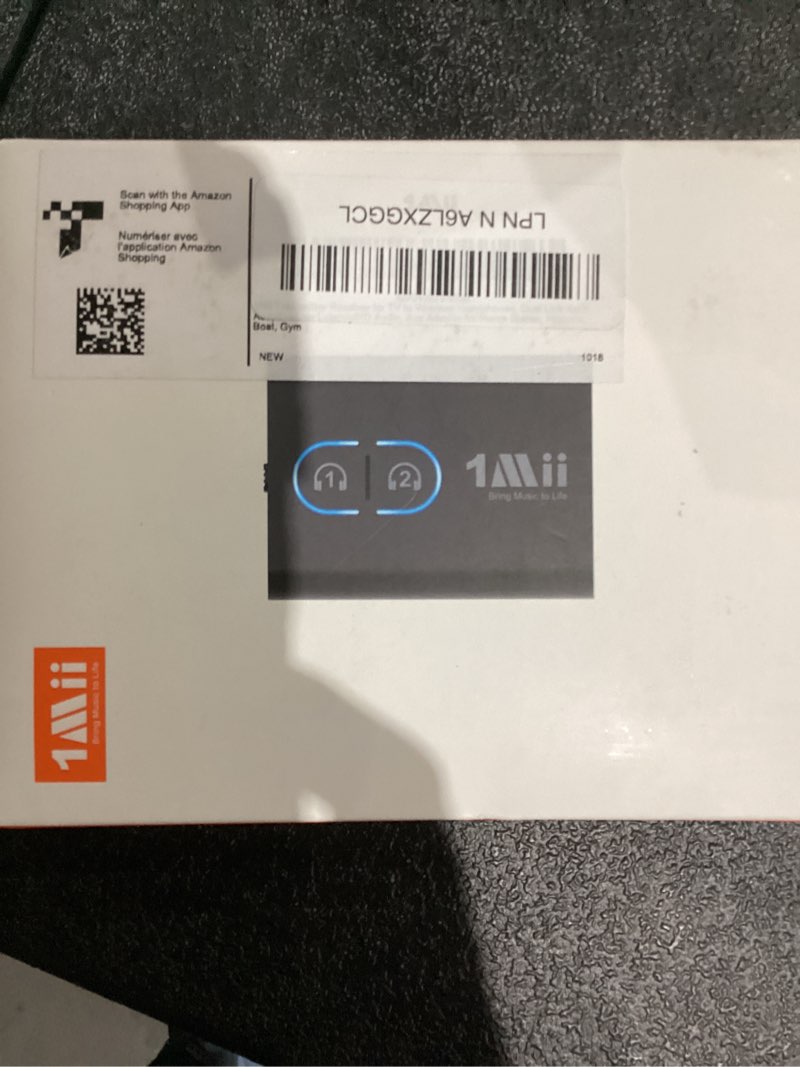 Scan with the Amazon
Shopping App
Numériser avec
l'application Amazon
Shopping
LPN N A6LZXGGCL
Boat, Gym
NEW
1018
1
2
1Mii
Bring Music to Life
1Mii
Bring Music to Life